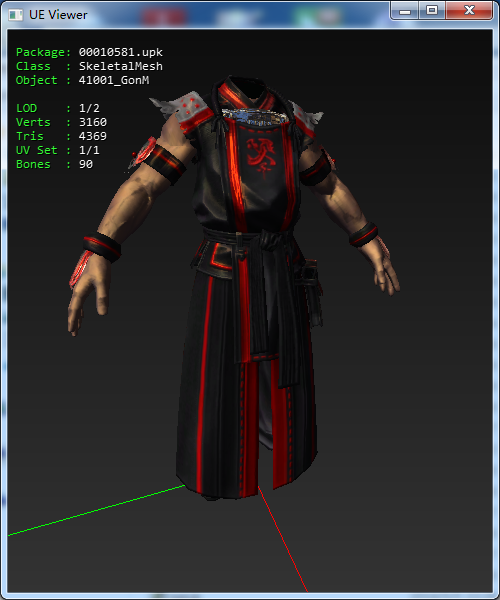 UE Viewer
Package: 00010581.upk
Class : SkeletalMesh
Object : 41001_GonM
LOD : 1/2
Verts : 3160
Tris : 4369
UV Set : 1/1
Bones : 90